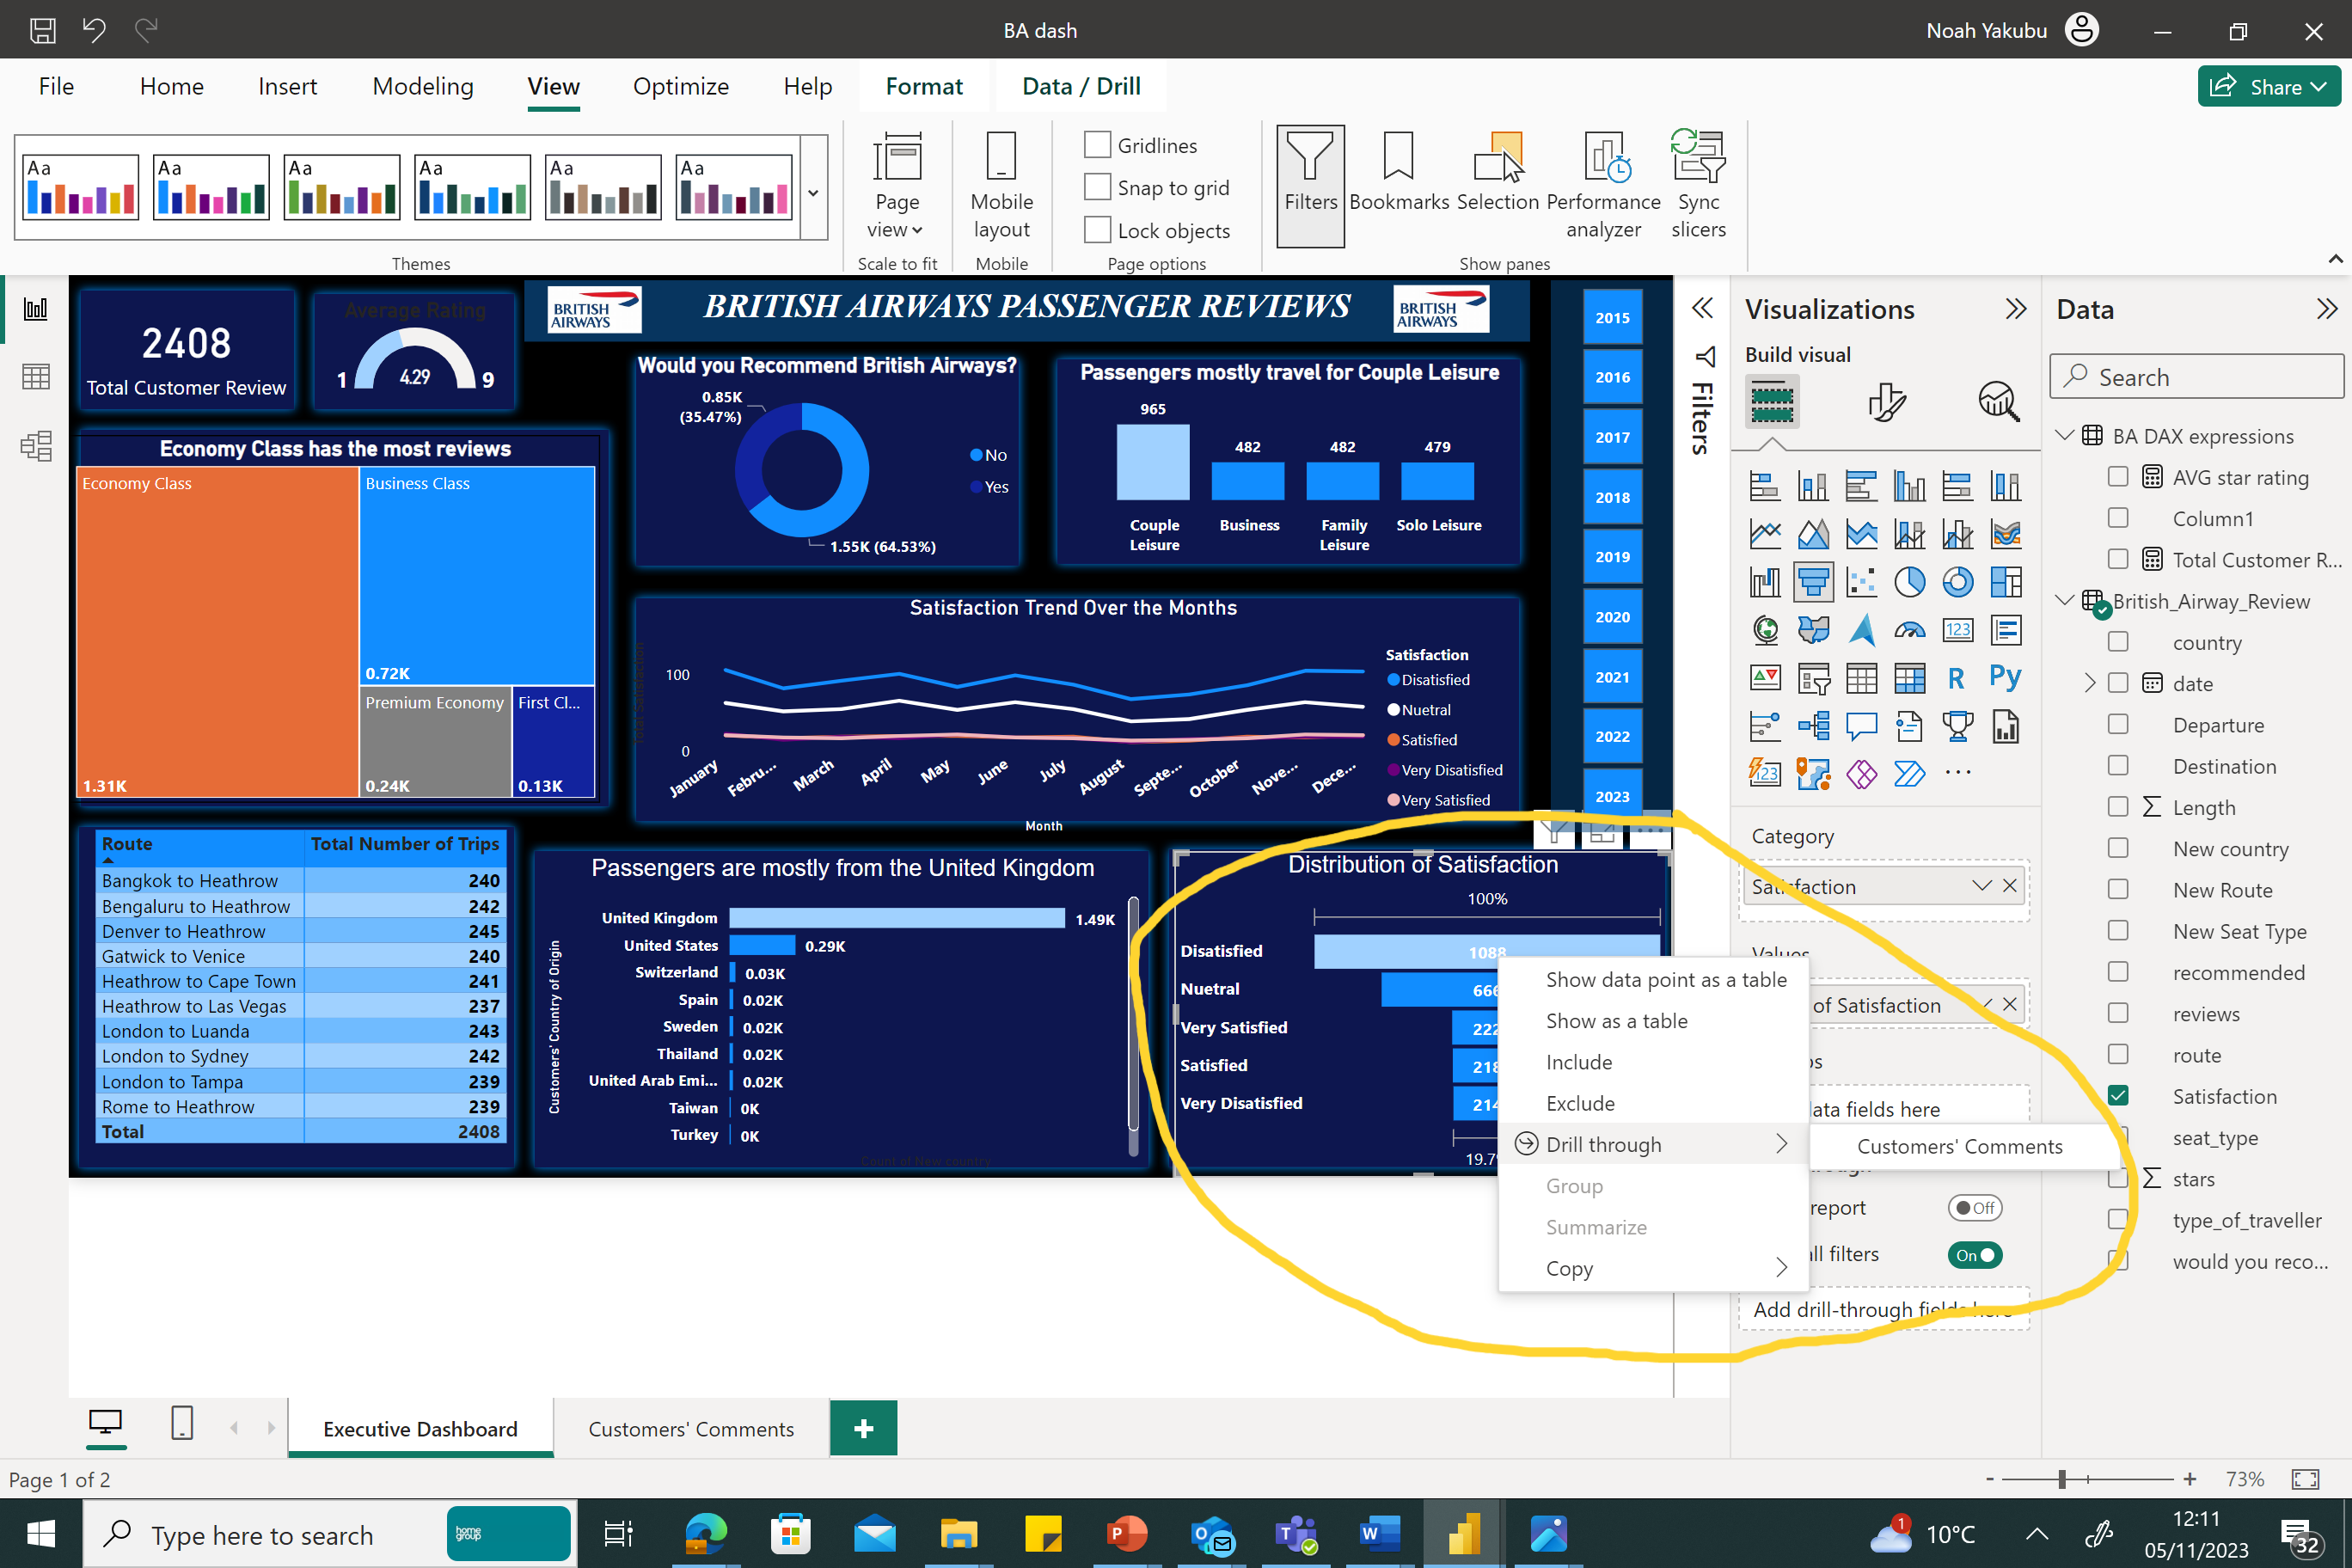 BA dash
Noah Yakubu
File
Home
Insert
Modeling
View
Optimize
Help
Format
Data / Drill
Share
Aa
Aa
Aa
Aa
Aa
Aa
Themes
Page
view
Scale to fit
Mobile
layout
Mobile
Gridlines
Snap to grid
Lock objects
Page options
Filters
Bookmarks
Selection
Performance
analyzer
Sync
slicers
Show panes
2408
Total Customer Review
Average Rating
1
4.29
9
BRITISH
AIRWAYS
BRITISH AIRWAYS PASSENGER REVIEWS
BRITISH
AIRWAYS
Economy Class has the most reviews
Economy Class
1.31K
Business Class
0.72K
Premium Economy
0.24K
First Cl...
0.13K
Would you Recommend British Airways?
0.85K
(35.47%)
No
Yes
1.55K (64.53%)
Passengers mostly travel for Couple Leisure
965
482
482
479
Couple
Leisure
Business
Family
Leisure
Solo Leisure
Satisfaction Trend Over the Months
Total Satisfaction
100
0
January
Febru...
March
April
May
June
July
August
Septe...
October
Nove...
Dece...
Month
Satisfaction
Disatisfied
Nuetral
Satisfied
Very Disatisfied
Very Satisfied
2015
2016
2017
2018
2019
2020
2021
2022
2023
Route
Total Number of Trips
Bangkok to Heathrow 240
Bengaluru to Heathrow 242
Denver to Heathrow 245
Gatwick to Venice 240
Heathrow to Cape Town 241
Heathrow to Las Vegas 237
London to Luanda 243
London to Sydney 242
London to Tampa 239
Rome to Heathrow 239
Total 2408
Passengers are mostly from the United Kingdom
Customers' Country of Origin
United Kingdom 1.49K
United States 0.29K
Switzerland 0.03K
Spain 0.02K
Sweden 0.02K
Thailand 0.02K
United Arab Emi... 0.02K
Taiwan 0K
Turkey 0K
Count of New country
Distribution of Satisfaction
100%
Disatisfied 1088
Nuetral 666
Very Satisfied 222
Satisfied 218
Very Disatisfied 214
19.7%
Show data point as a table
Show as a table
Include
Exclude
Drill through
Group
Summarize
Copy
Customers' Comments
Filters
Visualizations
Build visual
123
R
Py
123
Category
Satisfaction
Values
of Satisfaction
data fields here
report
Off
all filters
On
Add drill-through fields here
Data
Search
BA DAX expressions
AVG star rating
Column1
Total Customer R...
British_Airway_Review
country
date
Departure
Destination
Length
New country
New Route
New Seat Type
recommended
reviews
route
Satisfaction
seat_type
stars
type_of_traveller
would you reco...
Executive Dashboard
Customers' Comments
Page 1 of 2
- + 73%
Type here to search
home
group
1
10°C
12:11
05/11/2023
32